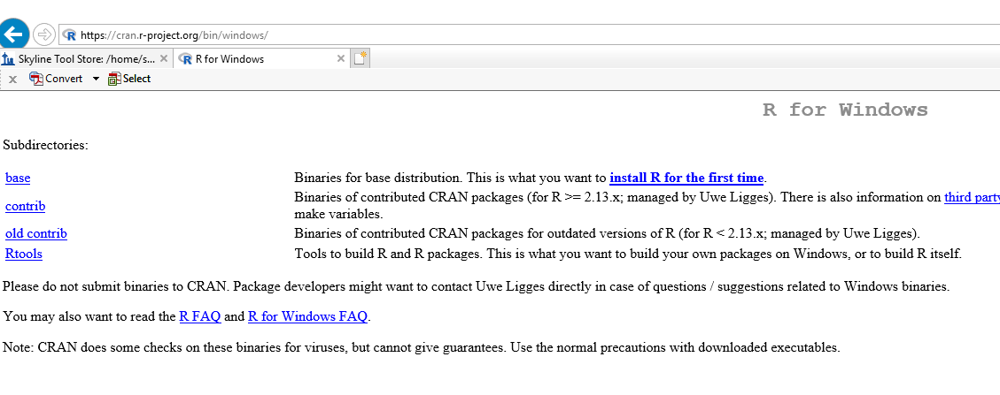 https://cran.r-project.org/bin/windows/
Skyline Tool Store: /home/s... R for Windows
x Convert Select
R for Windows
Subdirectories:
base Binaries for base distribution. This is what you want to install R for the first time.
contrib Binaries of contributed CRAN packages (for R >= 2.13.x; managed by Uwe Ligges). There is also information on third party
make variables.
old contrib Binaries of contributed CRAN packages for outdated versions of R (for R < 2.13.x; managed by Uwe Ligges).
Rtools Tools to build R and R packages. This is what you want to build your own packages on Windows, or to build R itself.
Please do not submit binaries to CRAN. Package developers might want to contact Uwe Ligges directly in case of questions / suggestions related to Windows binaries.
You may also want to read the R FAQ and R for Windows FAQ.
Note: CRAN does some checks on these binaries for viruses, but cannot give guarantees. Use the normal precautions with downloaded executables.